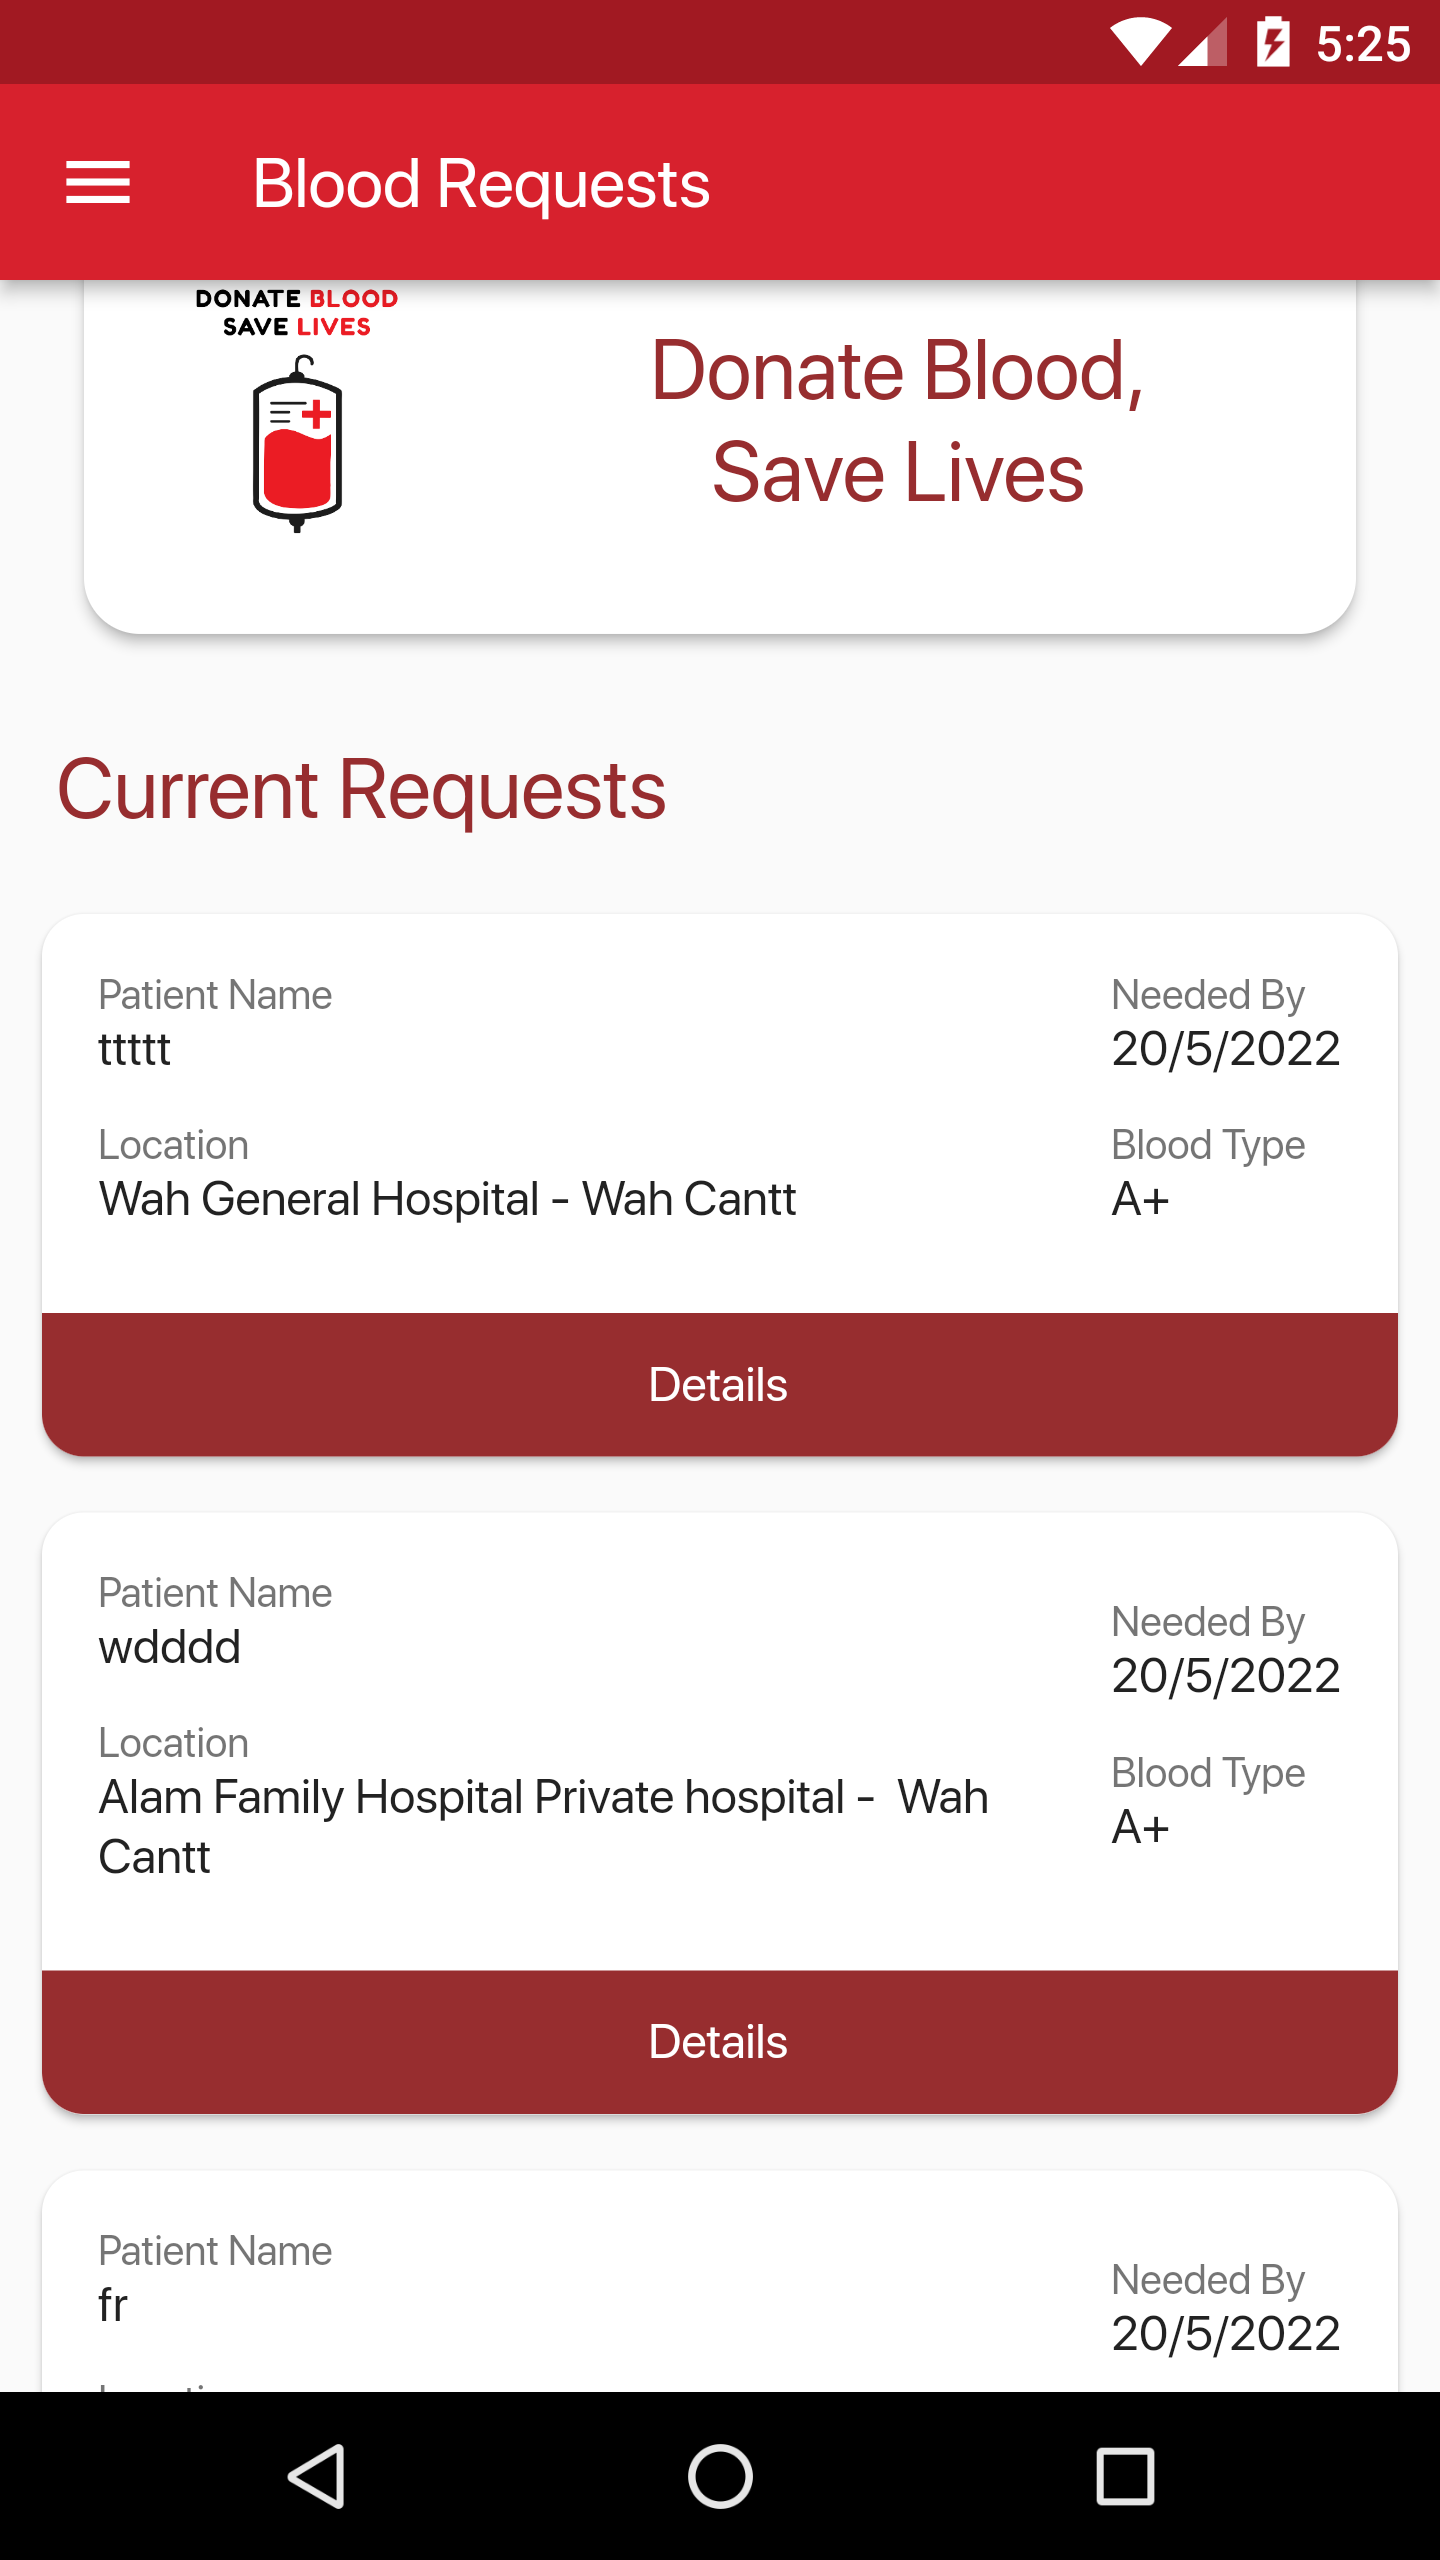 5:25
Blood Requests
DONATE BLOOD
SAVE LIVES
Donate Blood,
Save Lives
Current Requests
Patient Name
ttttt
Needed By
20/5/2022
Location
Wah General Hospital - Wah Cantt
Blood Type
A+
Details
Patient Name
wdddd
Needed By
20/5/2022
Location
Alam Family Hospital Private hospital -  Wah
Cantt
Blood Type
A+
Details
Patient Name
fr
Needed By
20/5/2022